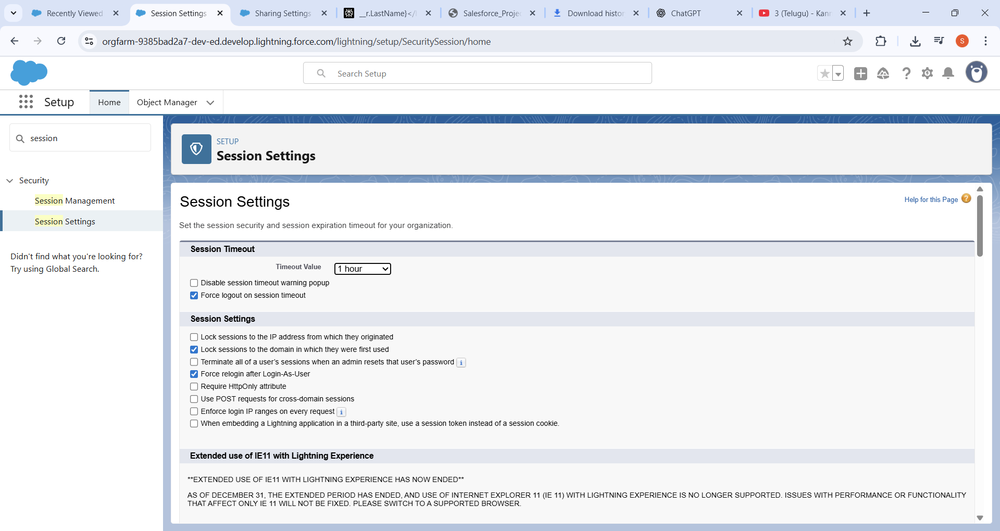 Recently Viewed
Session Settings
Sharing Settings
__r.LastName}</
Salesforce_Proje
Download histor
ChatGPT
3 (Telugu) - Kann
orgfarm-9385bad2a7-dev-ed.develop.lightning.force.com/lightning/setup/SecuritySession/home
S
Search Setup
Setup
Home
Object Manager
session
Security
Session Management
Session Settings
Didn't find what you're looking for?
Try using Global Search.
SETUP
Session Settings
Session Settings
Help for this Page ?
Set the session security and session expiration timeout for your organization.
Session Timeout
Timeout Value 1 hour
Disable session timeout warning popup
Force logout on session timeout
Session Settings
Lock sessions to the IP address from which they originated
Lock sessions to the domain in which they were first used
Terminate all of a user's sessions when an admin resets that user's password i
Force relogin after Login-As-User
Require HttpOnly attribute
Use POST requests for cross-domain sessions
Enforce login IP ranges on every request i
When embedding a Lightning application in a third-party site, use a session token instead of a session cookie.
Extended use of IE11 with Lightning Experience
**EXTENDED USE OF IE11 WITH LIGHTNING EXPERIENCE HAS NOW ENDED**
AS OF DECEMBER 31, THE EXTENDED PERIOD HAS ENDED, AND USE OF INTERNET EXPLORER 11 (IE 11) WITH LIGHTNING EXPERIENCE IS NO LONGER SUPPORTED. ISSUES WITH PERFORMANCE OR FUNCTIONALITY
THAT AFFECT ONLY IE 11 WILL NOT BE FIXED. PLEASE SWITCH TO A SUPPORTED BROWSER.